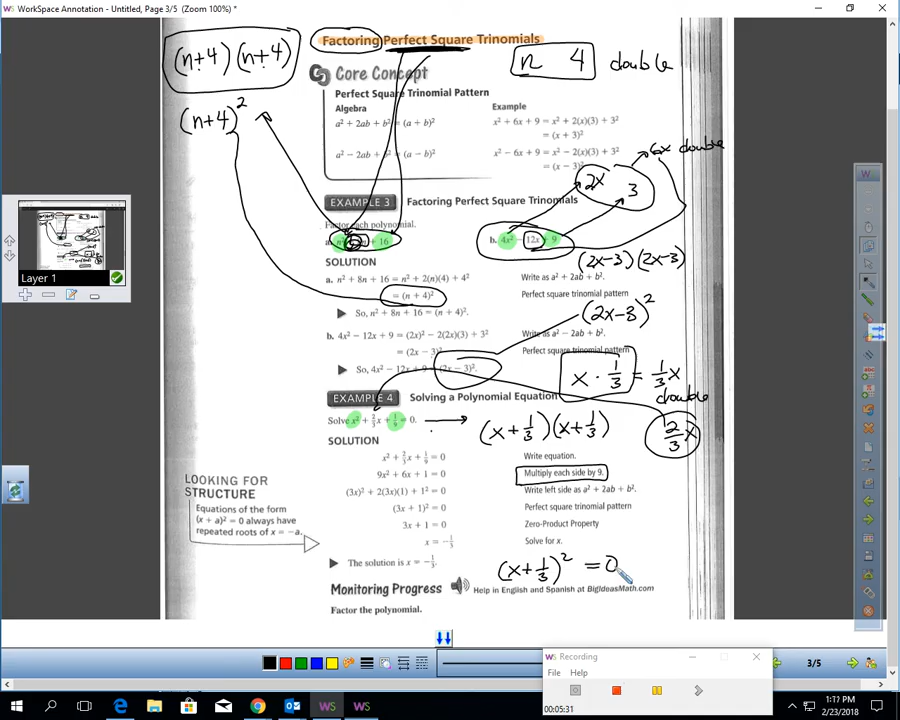 WorkSpace Annotation - Web Viewer, Page 3/5 (Zoom 100%) *
Factoring Perfect Square Trinomials
(n+4)(n+4)
n 4 double
Core Concept
Perfect Square Trinomial Pattern
Algebra
Example
(n+4)²
a² + 2ab + b² = (a + b)²
x² + 6x + 9 = x² + 2(x)(3) + 3²
= (x + 3)²
a² − 2ab + b² = (a − b)²
x² − 6x + 9 = x² − 2(x)(3) + 3²
= (x − 3)²
6x double
2x 3
EXAMPLE 3 Factoring Perfect Square Trinomials
Factor each polynomial.
a. n² + 16
b. 4x² − 12x + 9
(2x−3)(2x−3)
SOLUTION
a. n² + 8n + 16 = n² + 2(n)(4) + 4²
Write as a² + 2ab + b².
= (n + 4)²
Perfect square trinomial pattern
So, n² + 8n + 16 = (n + 4)².
(2x−3)²
b. 4x² − 12x + 9 = (2x)² − 2(2x)(3) + 3²
Write as a² − 2ab + b².
= (2x − 3)²
Perfect square trinomial pattern
So, 4x² − 12x + 9 = (2x − 3)².
x · 1/3 = 1/3x
double
2/3x
EXAMPLE 4 Solving a Polynomial Equation
Solve x² + 2/3x + 1/9 = 0.
(x+1/3)(x+1/3)
SOLUTION
x² + 2/3x + 1/9 = 0
Write equation.
9x² + 6x + 1 = 0
Multiply each side by 9.
(3x)² + 2(3x)(1) + 1² = 0
Write left side as a² + 2ab + b².
(3x + 1)² = 0
Perfect square trinomial pattern
3x + 1 = 0
Zero-Product Property
x = −1/3
Solve for x.
The solution is x = −1/3.
LOOKING FOR
STRUCTURE
Equations of the form
(x + a)² = 0 always have
repeated roots of x = −a.
(x+1/3)² = 0
Monitoring Progress
Help in English and Spanish at BigIdeasMath.com
Factor the polynomial.
Layer 1
Recording
File Help
00:05:31
3/5
1:17 PM
2/23/2018